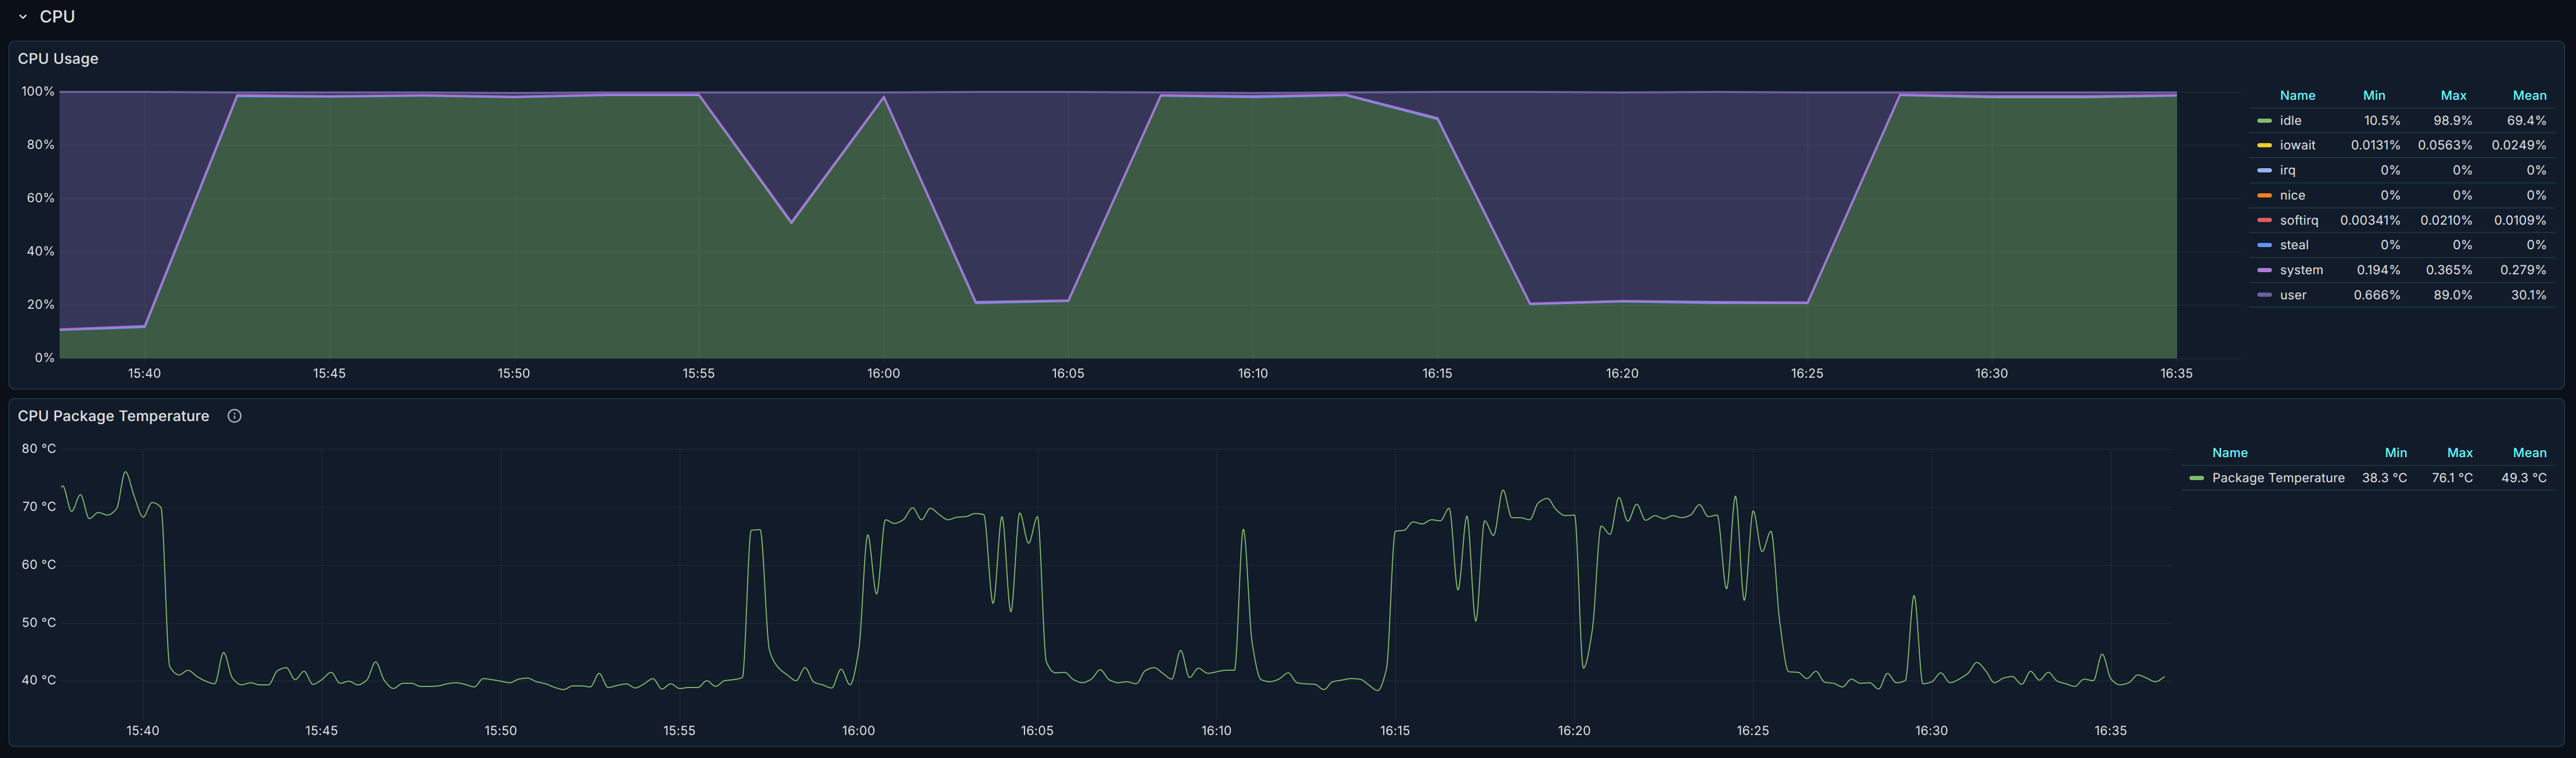 CPU
CPU Usage
100%
80%
60%
40%
20%
0%
15:40 15:45 15:50 15:55 16:00 16:05 16:10 16:15 16:20 16:25 16:30 16:35
Name Min Max Mean
idle 10.5% 98.9% 69.4%
iowait 0.0131% 0.0563% 0.0249%
irq 0% 0% 0%
nice 0% 0% 0%
softirq 0.00341% 0.0210% 0.0109%
steal 0% 0% 0%
system 0.194% 0.365% 0.279%
user 0.666% 89.0% 30.1%
CPU Package Temperature
80 °C
70 °C
60 °C
50 °C
40 °C
15:40 15:45 15:50 15:55 16:00 16:05 16:10 16:15 16:20 16:25 16:30 16:35
Name Min Max Mean
Package Temperature 38.3 °C 76.1 °C 49.3 °C